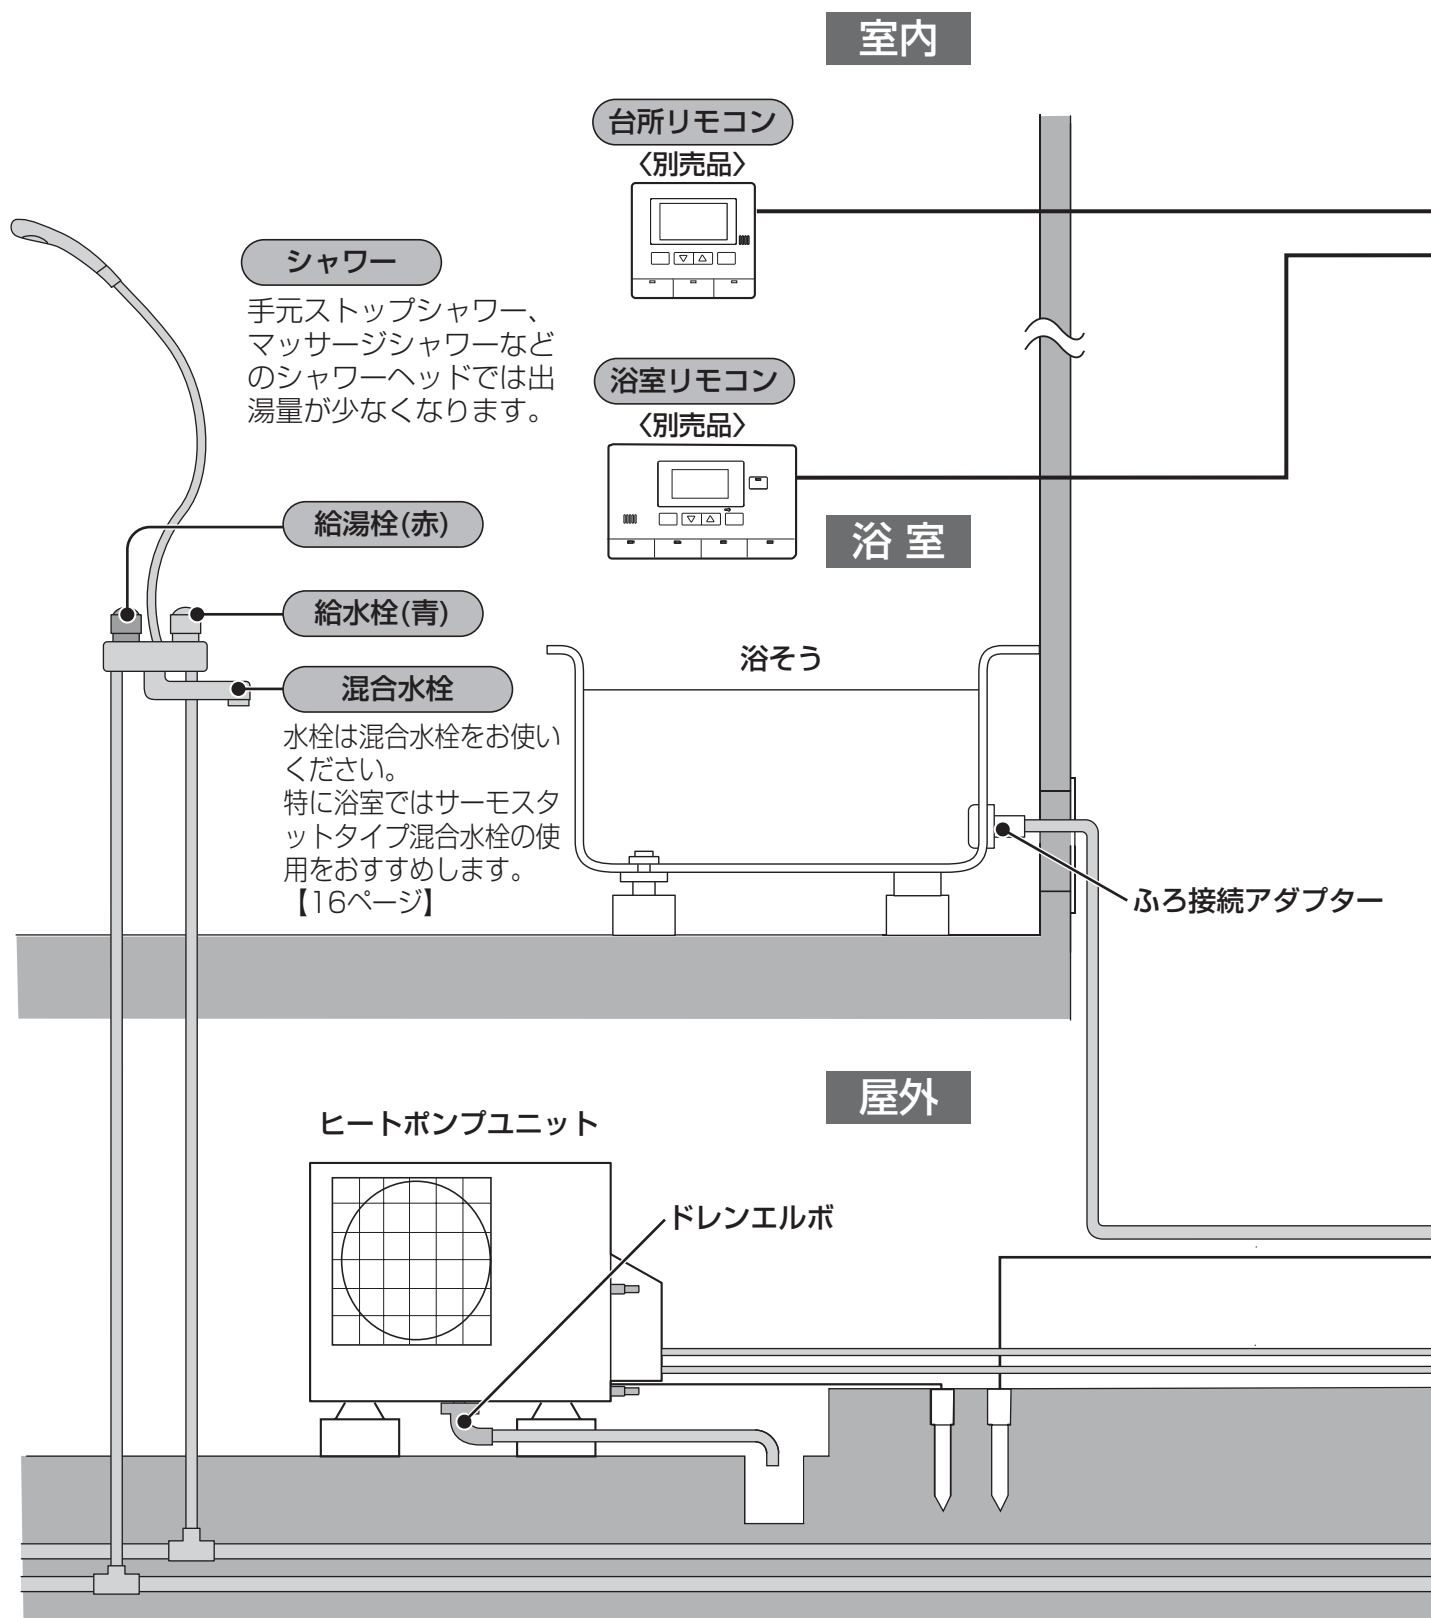 室内
台所リモコン
〈別売品〉
シャワー
手元ストップシャワー、
マッサージシャワーなど
のシャワーヘッドでは出
湯量が少なくなります。
浴室リモコン
〈別売品〉
浴室
給湯栓(赤)
給水栓(青)
混合水栓
水栓は混合水栓をお使い
ください。
特に浴室ではサーモスタ
ットタイプ混合水栓の使
用をおすすめします。
【16ページ】
浴そう
ふろ接続アダプター
屋外
ヒートポンプユニット
ドレンエルボ